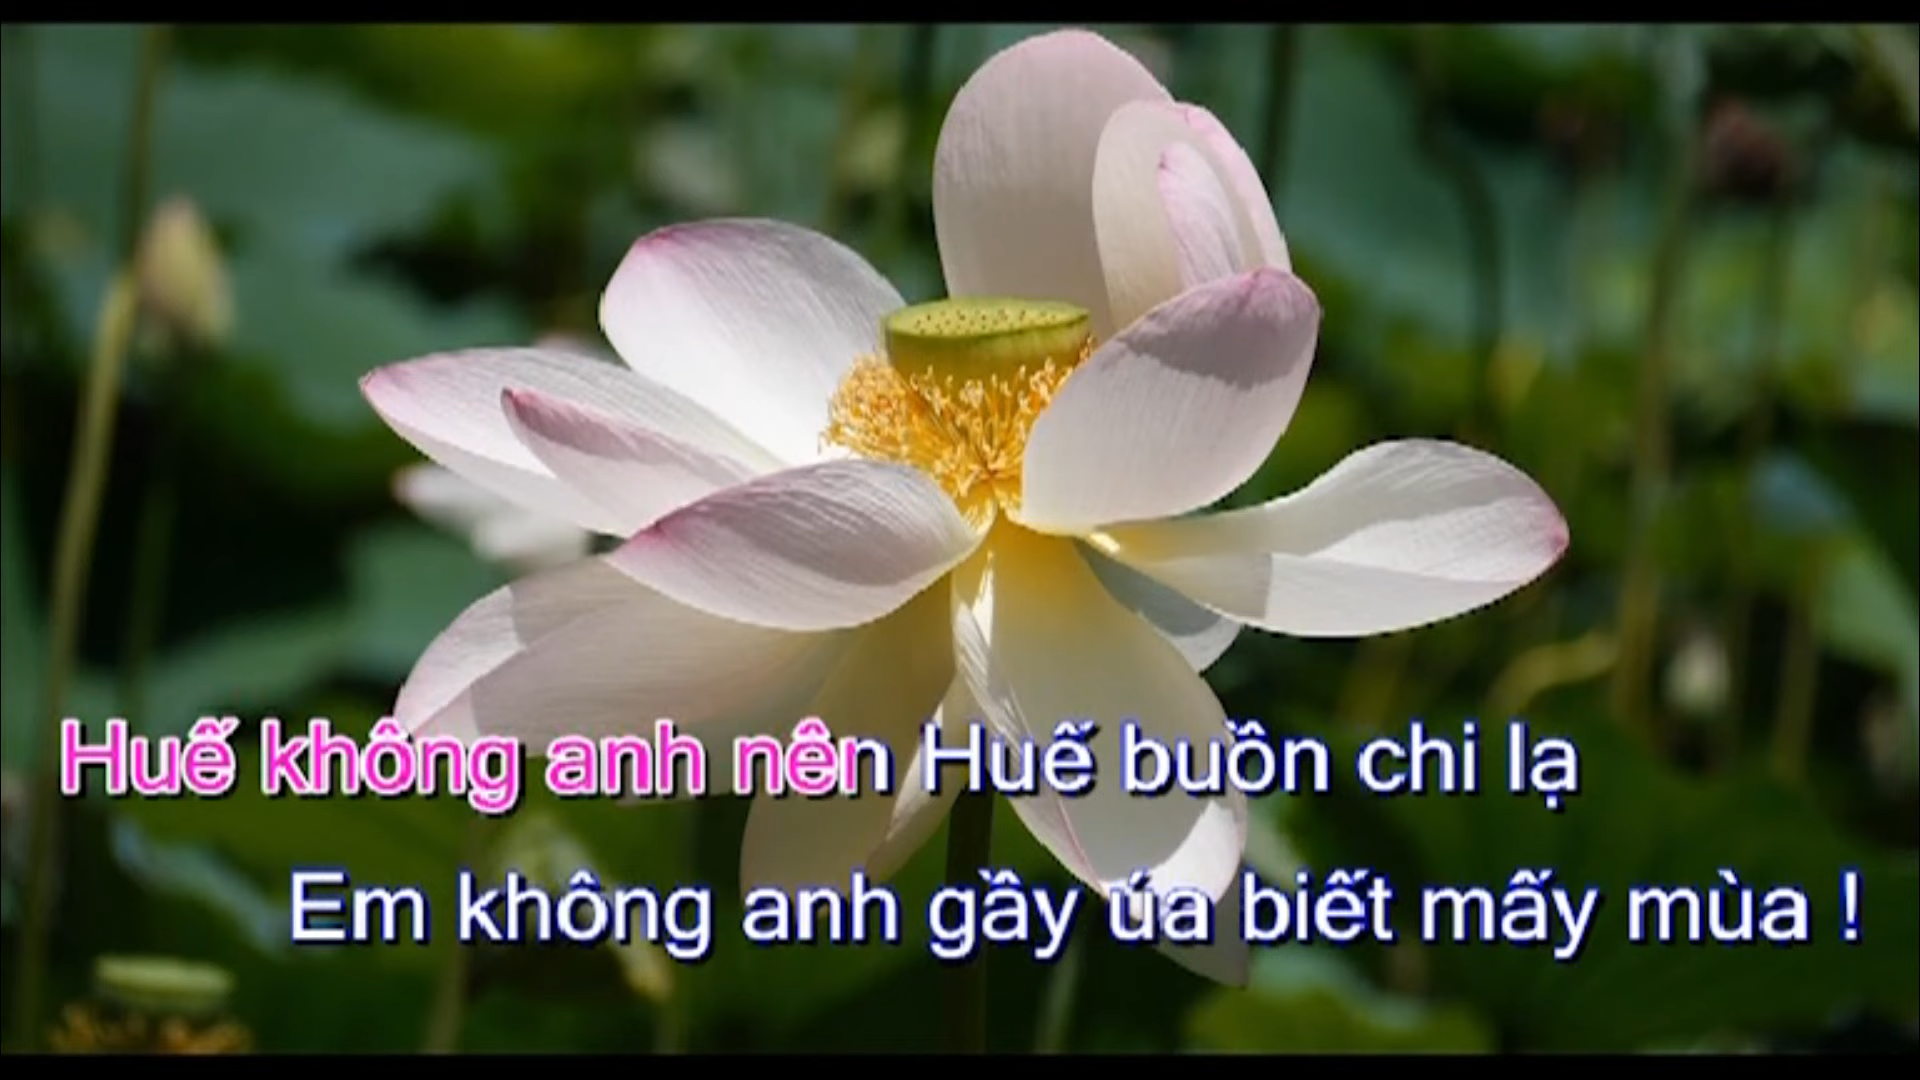 Huế không anh nên Huế buồn chi lạ
Em không anh gầy úa biết mấy mùa !